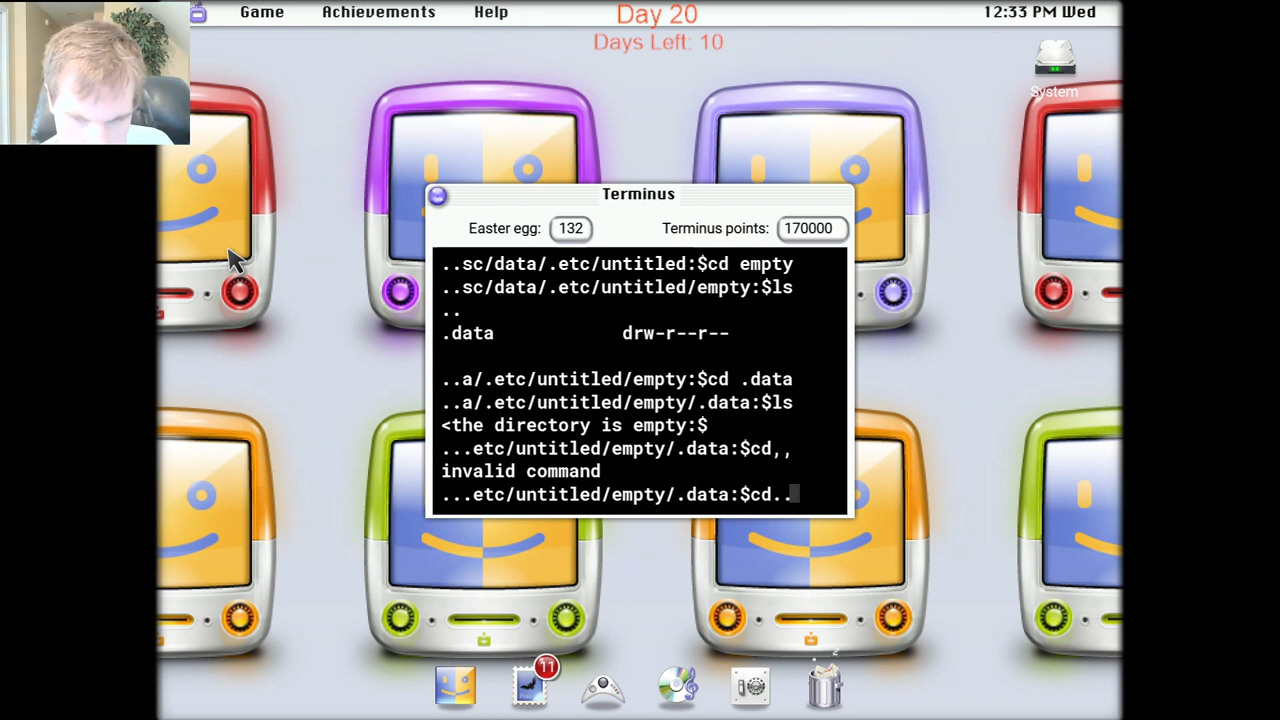 Game Achievements Help Day 20 12:33 PM Wed
Days Left: 10
System
Terminus
Easter egg: 132 Terminus points: 170000
..sc/data/.etc/untitled:$cd empty
..sc/data/.etc/untitled/empty:$ls
..
.data drw-r--r--
..a/.etc/untitled/empty:$cd .data
..a/.etc/untitled/empty/.data:$ls
<the directory is empty:$
...etc/untitled/empty/.data:$cd,,
invalid command
...etc/untitled/empty/.data:$cd..
11